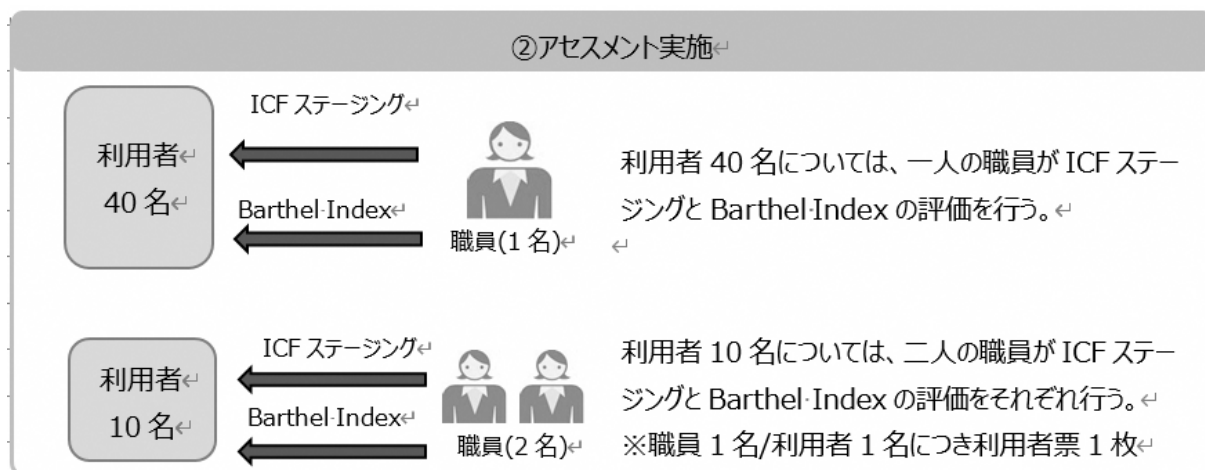 ②アセスメント実施↵
ICF ステージング↵
利用者↵
40 名↵
Barthel·Index↵
職員(1 名)↵
利用者 40 名については、一人の職員が ICF ステー
ジングと Barthel·Index の評価を行う。↵
↵
ICF ステージング↵
利用者↵
10 名↵
Barthel·Index↵
職員(2 名)↵
利用者 10 名については、二人の職員が ICF ステー
ジングと Barthel·Index の評価をそれぞれ行う。↵
※職員 1 名/利用者 1 名につき利用者票 1 枚↵